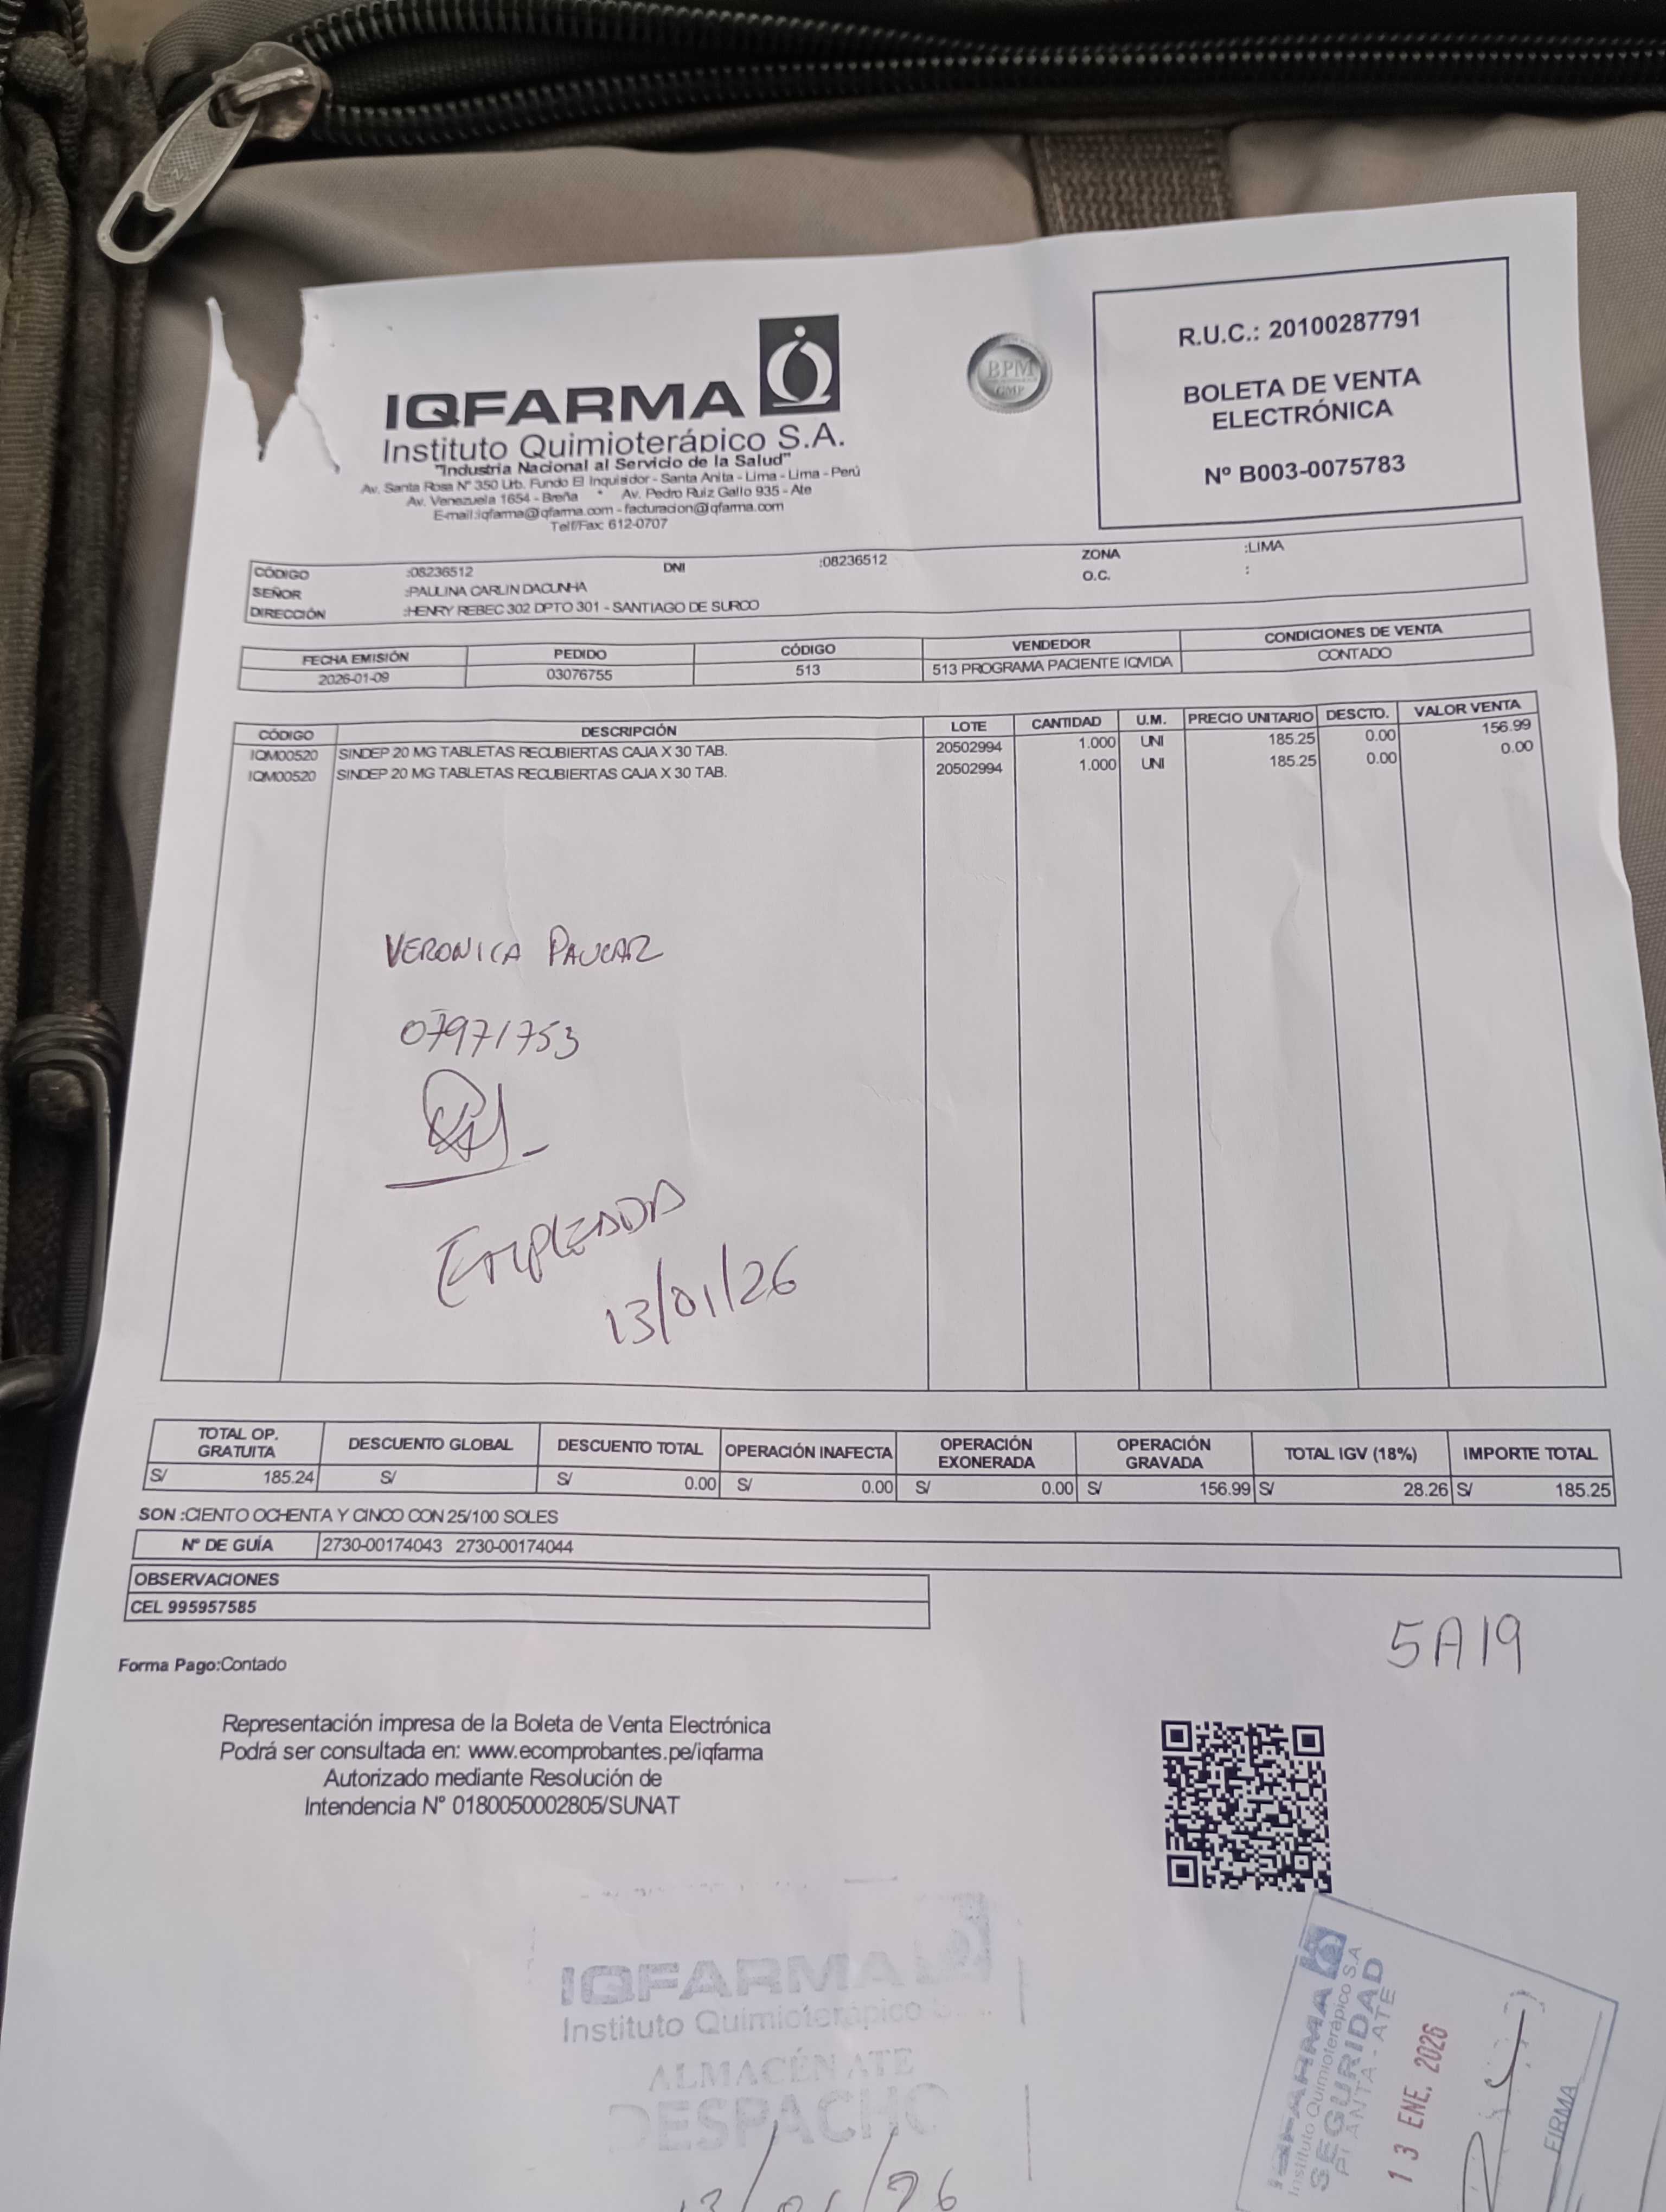 IQFARMA
Instituto Quimioterápico S.A.
"Industria Nacional al Servicio de la Salud"
Av. Santa Rosa Nº 350 Urb. Fundo El Inquisidor - Santa Anita - Lima - Lima - Perú
Av. Venezuela 1654 - Breña * Av. Pedro Ruiz Gallo 935 - Ate
E-mail:iqfarma@iqfarma.com - facturacion@iqfarma.com
Telf/Fax: 612-0707
BPM
GMP
R.U.C.: 20100287791
BOLETA DE VENTA
ELECTRÓNICA
Nº B003-0075783
CÓDIGO :08236512 DNI :08236512 ZONA :LIMA
SEÑOR :PAULINA CARLIN DACUNHA O.C. :
DIRECCIÓN :HENRY REBEC 302 DPTO 301 - SANTIAGO DE SURCO
FECHA EMISIÓN PEDIDO CÓDIGO VENDEDOR CONDICIONES DE VENTA
2026-01-09 03076755 513 513 PROGRAMA PACIENTE IQVIDA CONTADO
CÓDIGO DESCRIPCIÓN LOTE CANTIDAD U.M. PRECIO UNITARIO DESCTO. VALOR VENTA
IQM00520 SINDEP 20 MG TABLETAS RECUBIERTAS CAJA X 30 TAB. 20502994 1.000 UNI 185.25 0.00 156.99
IQM00520 SINDEP 20 MG TABLETAS RECUBIERTAS CAJA X 30 TAB. 20502994 1.000 UNI 185.25 0.00 0.00
VERONICA PAUCAR
07971753
EMPLEADA
13/01/26
TOTAL OP. GRATUITA DESCUENTO GLOBAL DESCUENTO TOTAL OPERACIÓN INAFECTA OPERACIÓN EXONERADA OPERACIÓN GRAVADA TOTAL IGV (18%) IMPORTE TOTAL
S/ 185.24 S/ S/ 0.00 S/ 0.00 S/ 0.00 S/ 156.99 S/ 28.26 S/ 185.25
SON :CIENTO OCHENTA Y CINCO CON 25/100 SOLES
Nº DE GUÍA 2730-00174043 2730-00174044
OBSERVACIONES
CEL 995957585
5A19
Forma Pago:Contado
Representación impresa de la Boleta de Venta Electrónica
Podrá ser consultada en: www.ecomprobantes.pe/iqfarma
Autorizado mediante Resolución de
Intendencia Nº 0180050002805/SUNAT
IQFARMA
Instituto Quimioterápico
ALMACÉN ATE
DESPACHO
13/01/26
IQFARMA
Instituto Quimioterápico S.A
SEGURIDAD
PLANTA - ATE
13 ENE. 2026
FIRMA